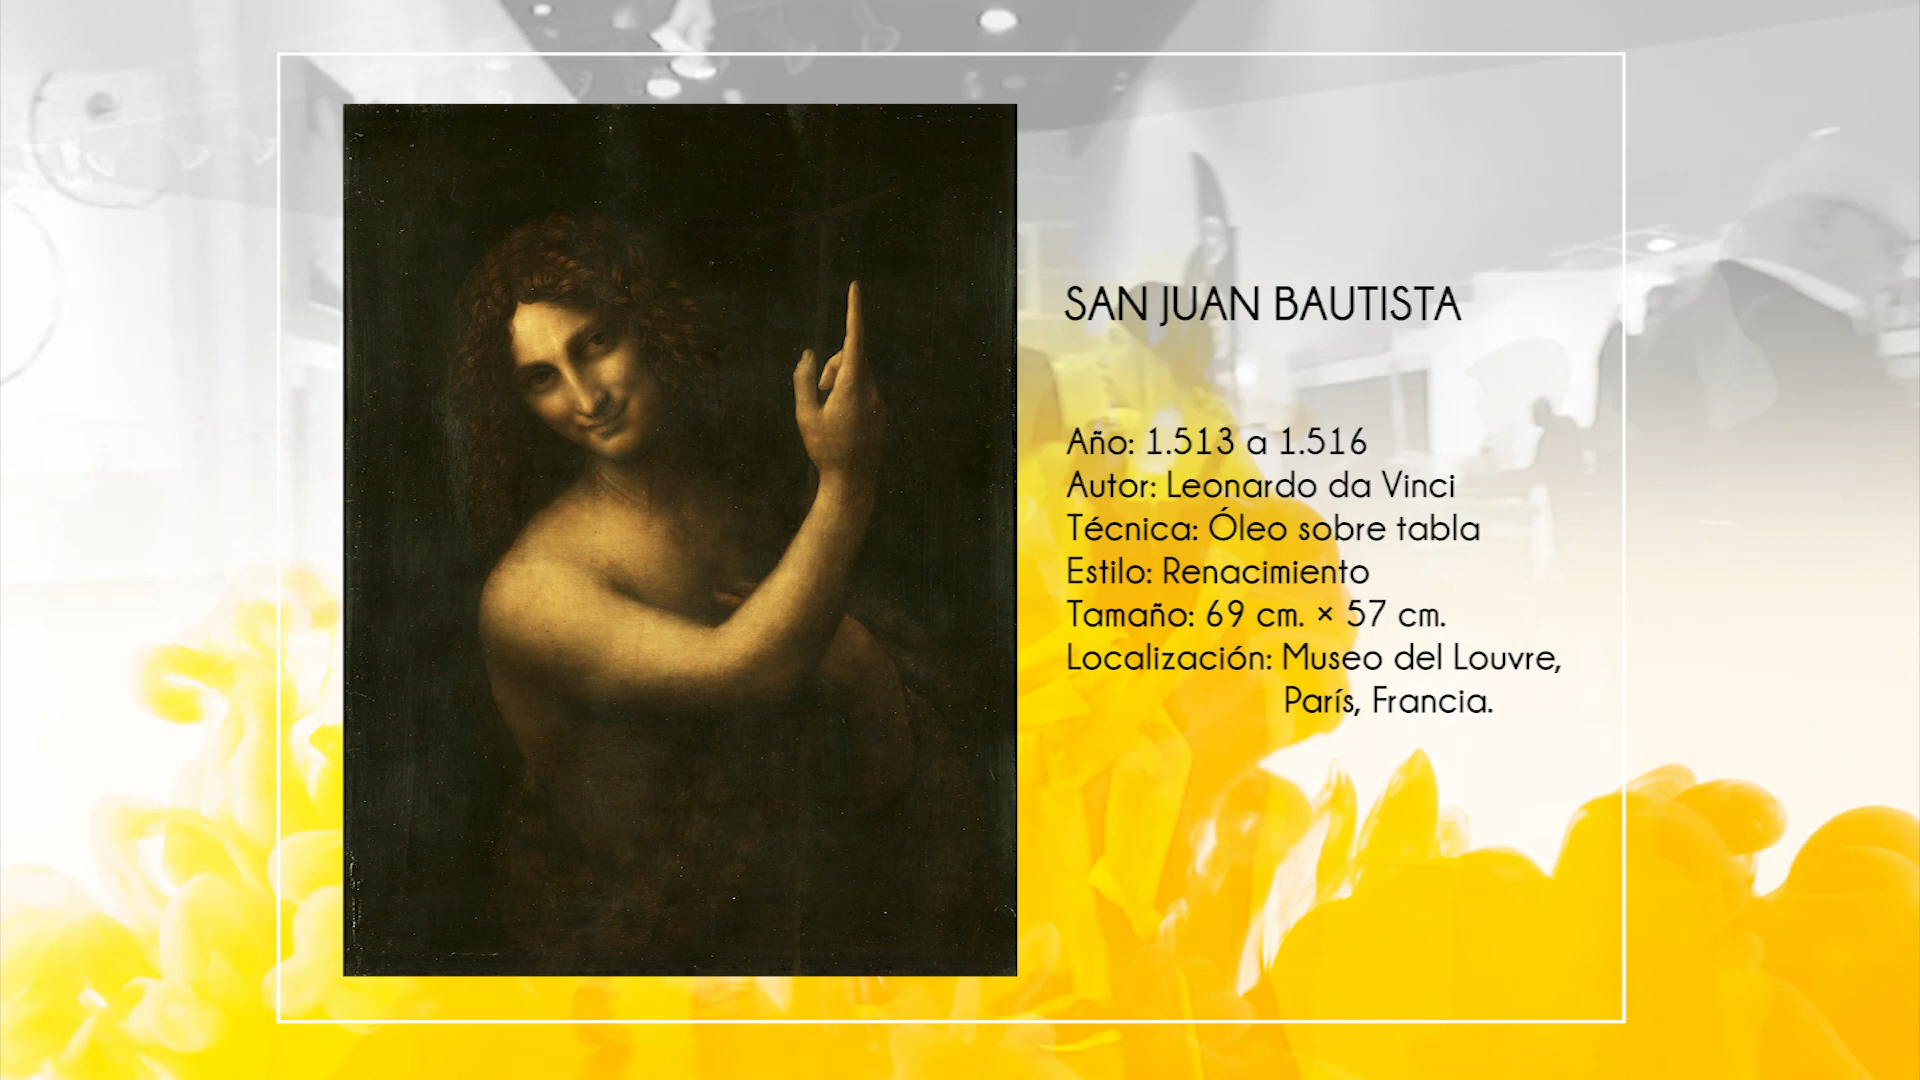 SAN JUAN BAUTISTA
Año: 1.513 a 1.516
Autor: Leonardo da Vinci
Técnica: Óleo sobre tabla
Estilo: Renacimiento
Tamaño: 69 cm. × 57 cm.
Localización: Museo del Louvre,
París, Francia.